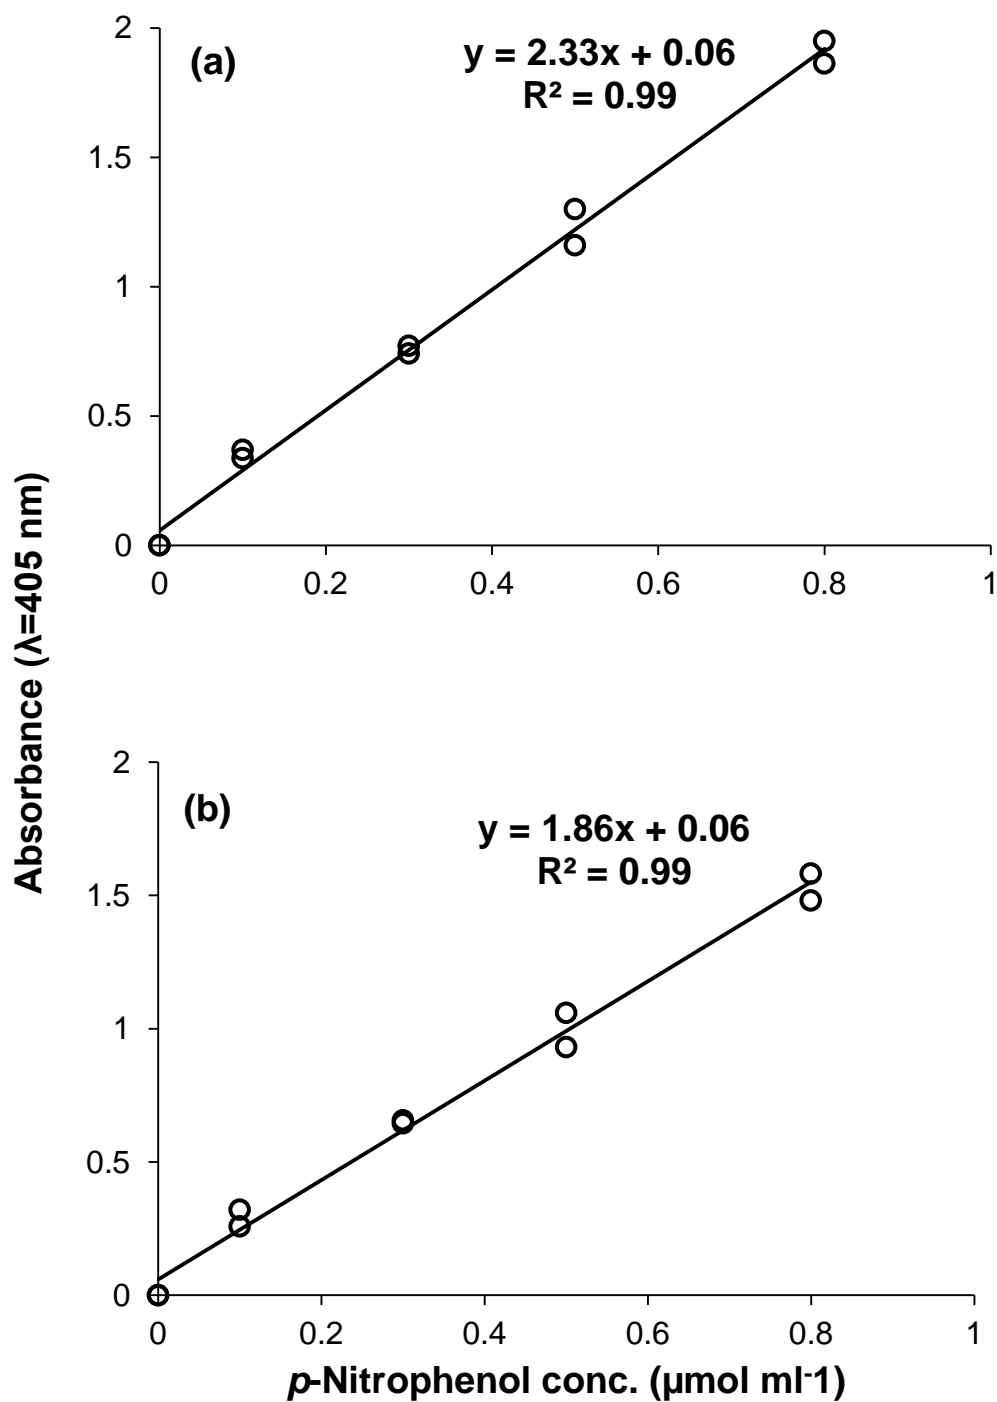 (a)
y = 2.33x + 0.06
R² = 0.99
2
1.5
1
0.5
0
0 0.2 0.4 0.6 0.8 1
Absorbance (λ=405 nm)
(b)
y = 1.86x + 0.06
R² = 0.99
2
1.5
1
0.5
0
0 0.2 0.4 0.6 0.8 1
p-Nitrophenol conc. (µmol ml⁻1)